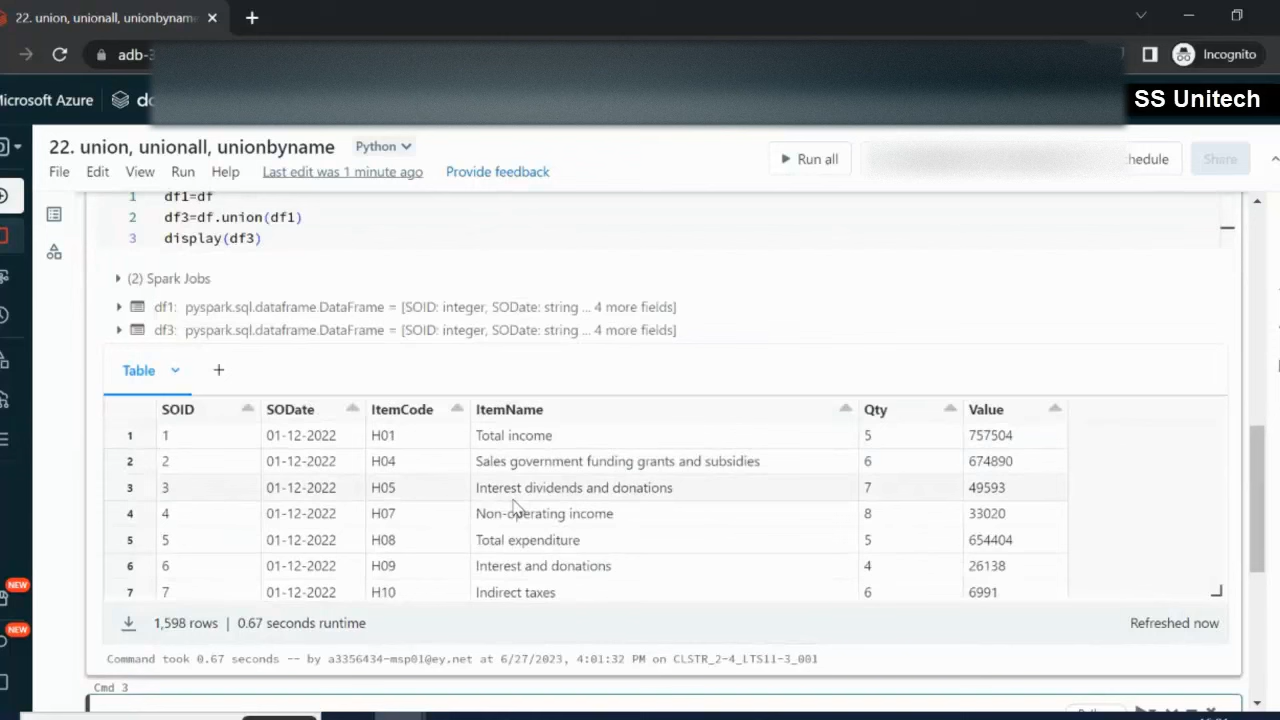 22. union, unionall, unionbyname
adb-3
Incognito
Microsoft Azure
SS Unitech
22. union, unionall, unionbyname Python
Run all
Share
File Edit View Run Help Last edit was 1 minute ago Provide feedback
1 df1=df
2 df3=df.union(df1)
3 display(df3)
(2) Spark Jobs
df1: pyspark.sql.dataframe.DataFrame = [SOID: integer, SODate: string ... 4 more fields]
df3: pyspark.sql.dataframe.DataFrame = [SOID: integer, SODate: string ... 4 more fields]
Table +
SOID SODate ItemCode ItemName Qty Value
1 1 01-12-2022 H01 Total income 5 757504
2 2 01-12-2022 H04 Sales government funding grants and subsidies 6 674890
3 3 01-12-2022 H05 Interest dividends and donations 7 49593
4 4 01-12-2022 H07 Non-operating income 8 33020
5 5 01-12-2022 H08 Total expenditure 5 654404
6 6 01-12-2022 H09 Interest and donations 4 26138
7 7 01-12-2022 H10 Indirect taxes 6 6991
NEW
1,598 rows | 0.67 seconds runtime Refreshed now
NEW
Command took 0.67 seconds -- by a3356434-msp01@ey.net at 6/27/2023, 4:01:32 PM on CLSTR_2-4_LTS11-3_001
Cmd 3